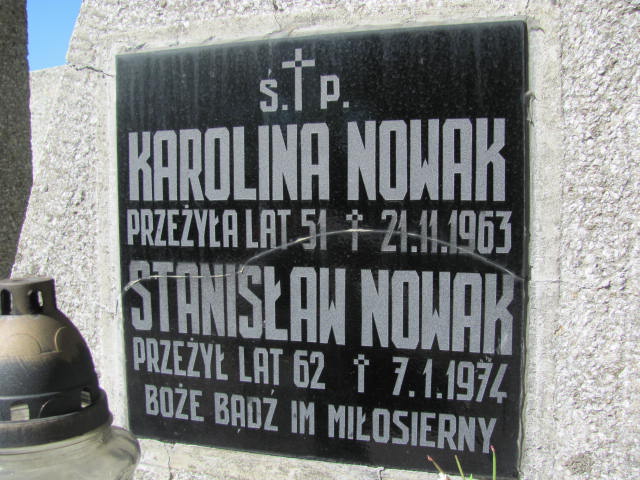 Ś.†P.
KAROLINA NOWAK
PRZEŻYŁA LAT 51 † 21.11.1963
STANISŁAW NOWAK
PRZEŻYŁ LAT 62 † 7.1.1974
BOŻE BĄDŹ IM MIŁOSIERNY